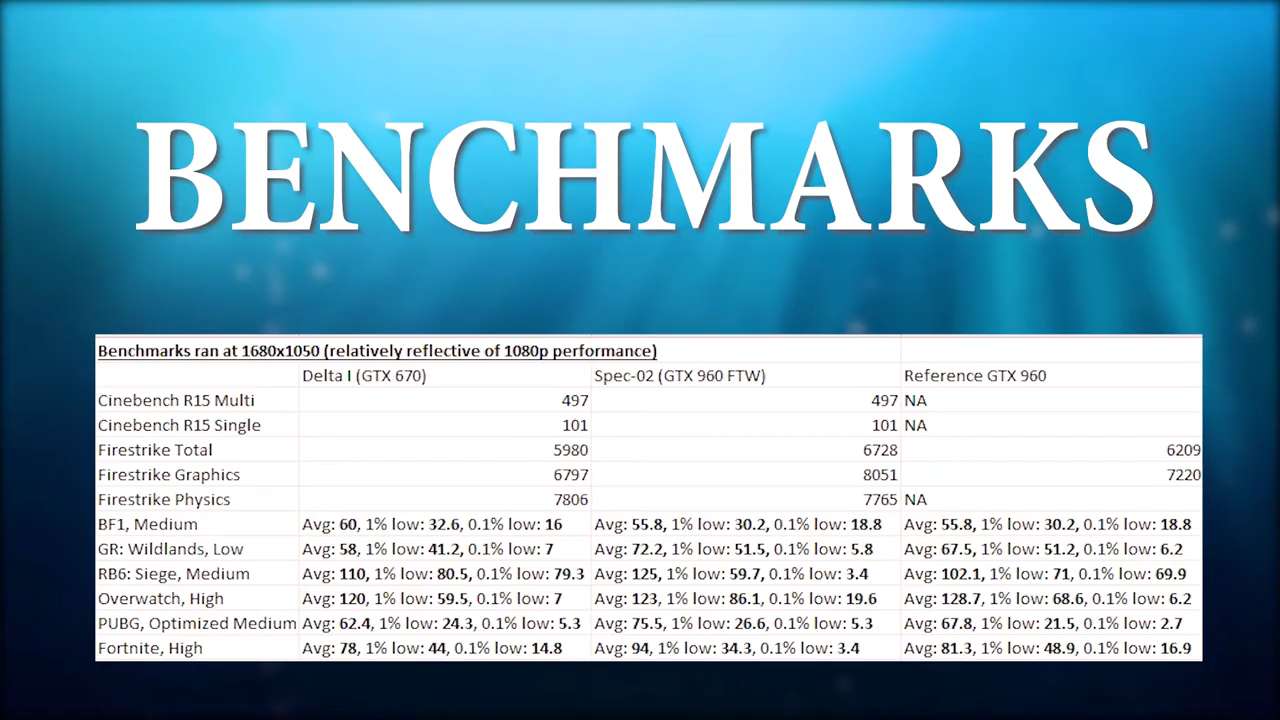 BENCHMARKS
Benchmarks ran at 1680x1050 (relatively reflective of 1080p performance)
Delta I (GTX 670) Spec-02 (GTX 960 FTW) Reference GTX 960
Cinebench R15 Multi 497 497 NA
Cinebench R15 Single 101 101 NA
Firestrike Total 5980 6728 6209
Firestrike Graphics 6797 8051 7220
Firestrike Physics 7806 7765 NA
BF1, Medium Avg: 60, 1% low: 32.6, 0.1% low: 16 Avg: 55.8, 1% low: 30.2, 0.1% low: 18.8 Avg: 55.8, 1% low: 30.2, 0.1% low: 18.8
GR: Wildlands, Low Avg: 58, 1% low: 41.2, 0.1% low: 7 Avg: 72.2, 1% low: 51.5, 0.1% low: 5.8 Avg: 67.5, 1% low: 51.2, 0.1% low: 6.2
RB6: Siege, Medium Avg: 110, 1% low: 80.5, 0.1% low: 79.3 Avg: 125, 1% low: 59.7, 0.1% low: 3.4 Avg: 102.1, 1% low: 71, 0.1% low: 69.9
Overwatch, High Avg: 120, 1% low: 59.5, 0.1% low: 7 Avg: 123, 1% low: 86.1, 0.1% low: 19.6 Avg: 128.7, 1% low: 68.6, 0.1% low: 6.2
PUBG, Optimized Medium Avg: 62.4, 1% low: 24.3, 0.1% low: 5.3 Avg: 75.5, 1% low: 26.6, 0.1% low: 5.3 Avg: 67.8, 1% low: 21.5, 0.1% low: 2.7
Fortnite, High Avg: 78, 1% low: 44, 0.1% low: 14.8 Avg: 94, 1% low: 34.3, 0.1% low: 3.4 Avg: 81.3, 1% low: 48.9, 0.1% low: 16.9